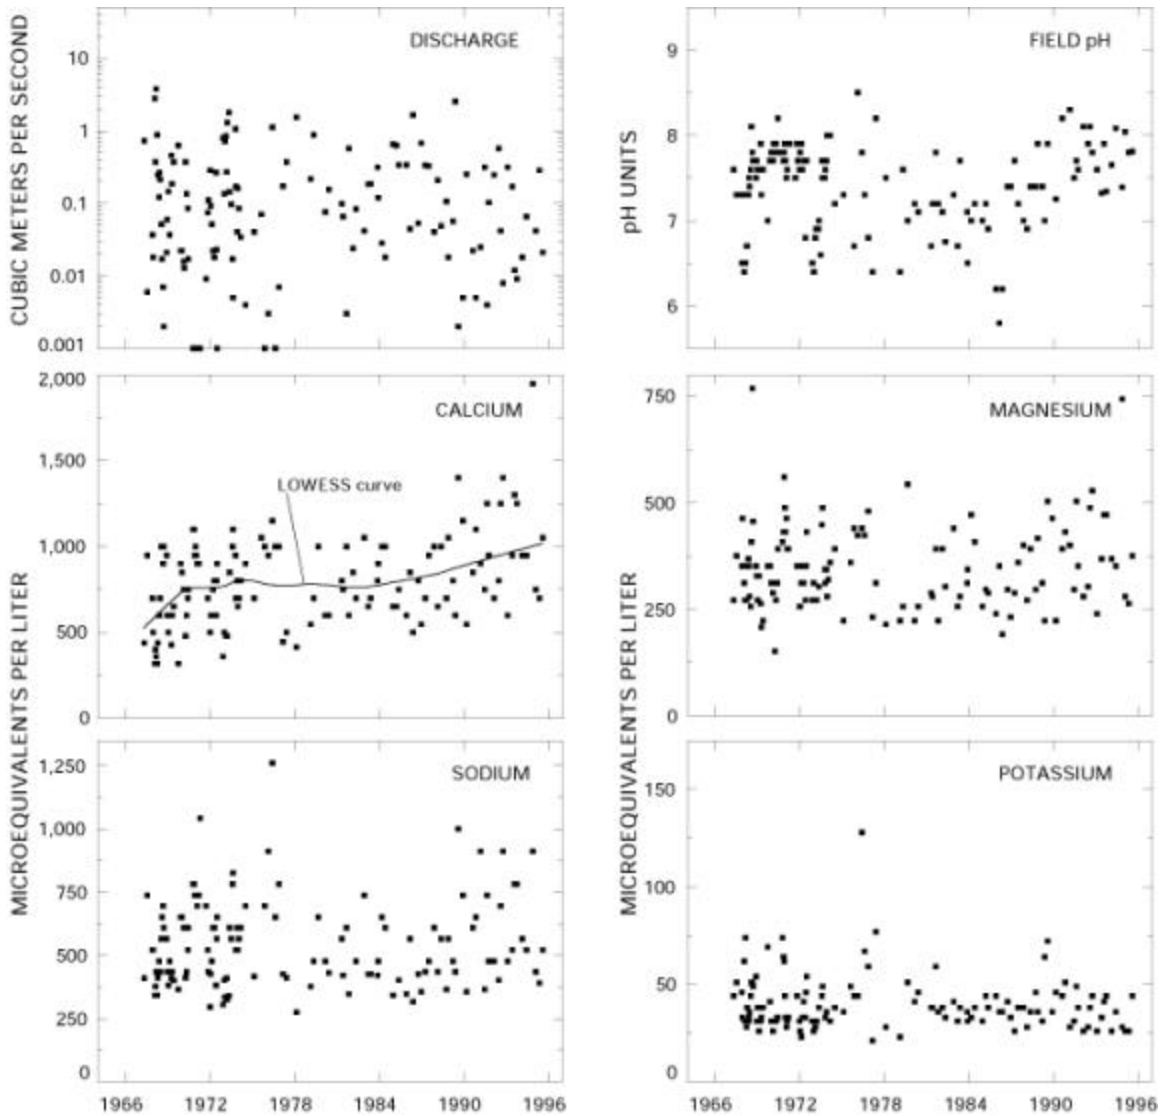 CUBIC METERS PER SECOND
DISCHARGE
10
1
0.1
0.01
0.001
pH UNITS
FIELD pH
9
8
7
6
MICROEQUIVALENTS PER LITER
CALCIUM
LOWESS curve
2,000
1,500
1,000
500
0
MICROEQUIVALENTS PER LITER
MAGNESIUM
750
500
250
0
SODIUM
1,250
1,000
750
500
250
0
1966 1972 1978 1984 1990 1996
POTASSIUM
150
100
50
0
1966 1972 1978 1984 1990 1996